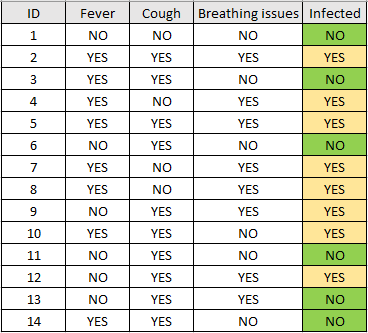 ID Fever Cough Breathing issues Infected
1 NO NO NO NO
2 YES YES YES YES
3 YES YES NO NO
4 YES NO YES YES
5 YES YES YES YES
6 NO YES NO NO
7 YES NO YES YES
8 YES NO YES YES
9 NO YES YES YES
10 YES YES YES YES
11 NO YES NO NO
12 NO YES YES YES
13 NO YES YES NO
14 YES YES NO NO